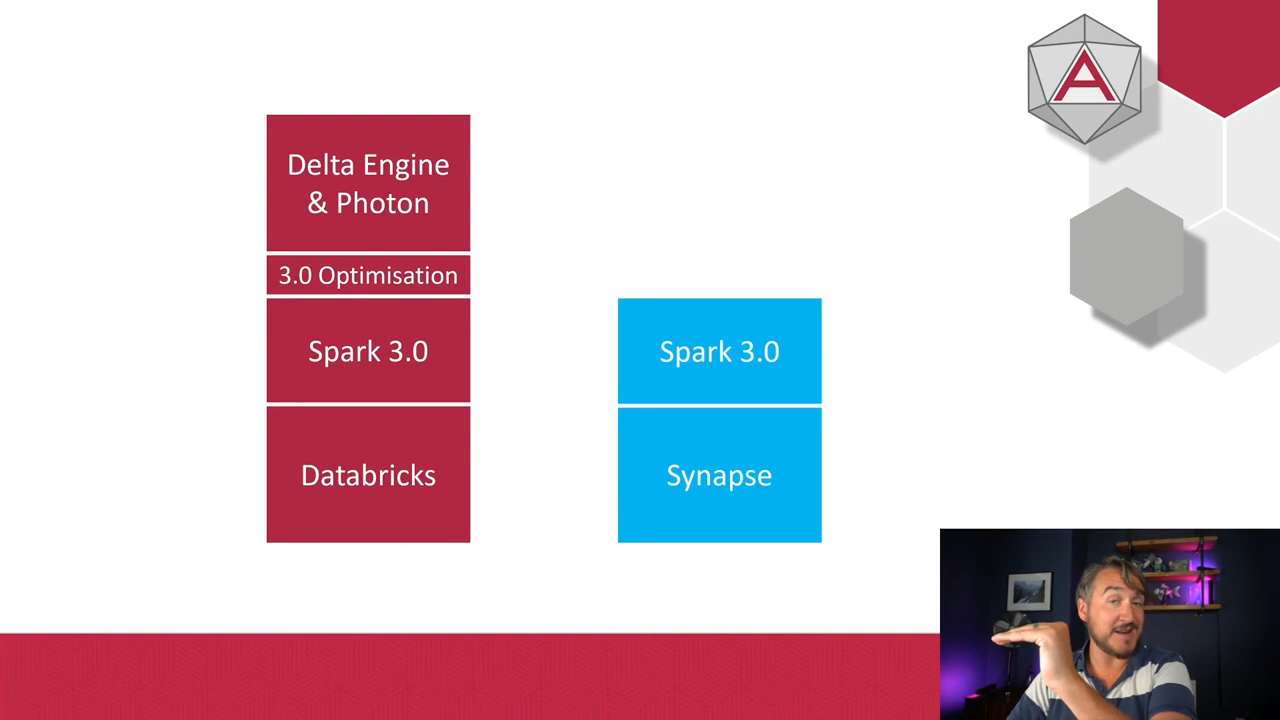 A
Delta Engine
& Photon
3.0 Optimisation
Spark 3.0
Databricks
Spark 3.0
Synapse